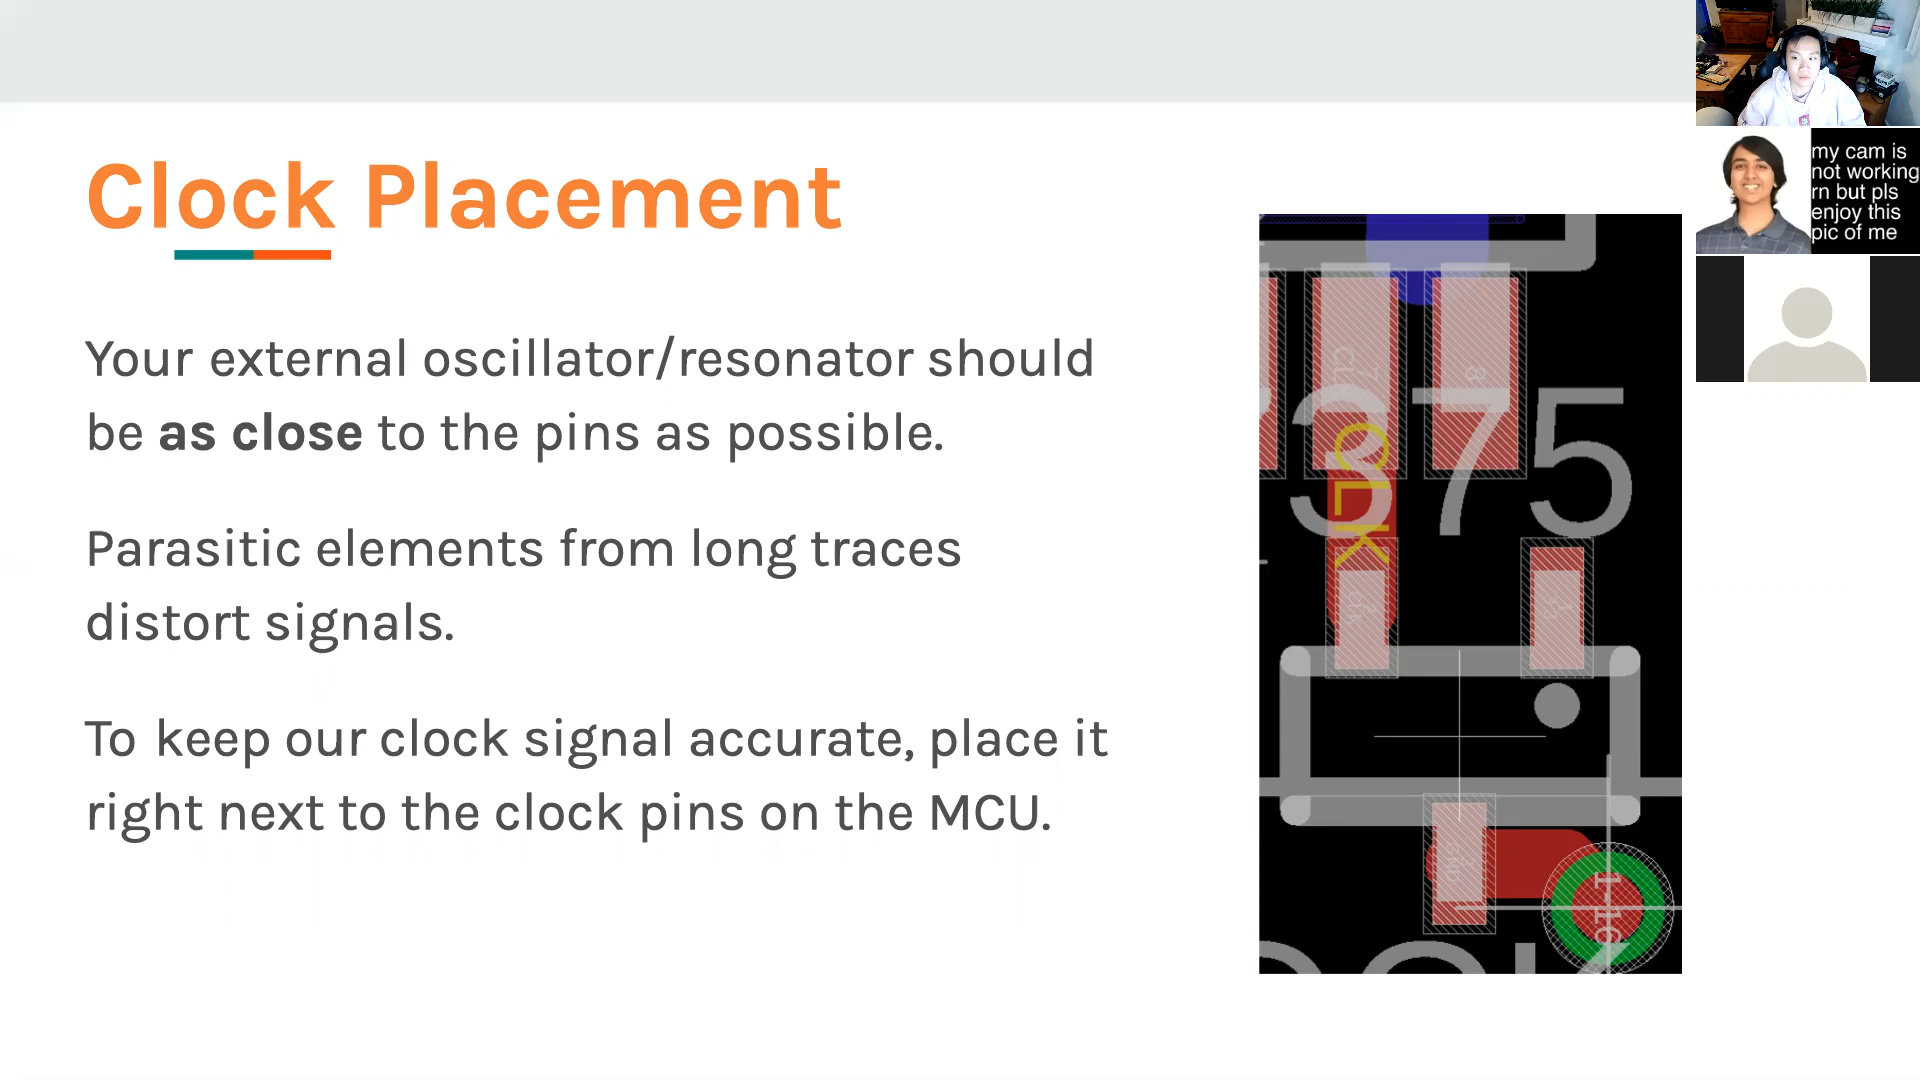 Clock Placement
Your external oscillator/resonator should
be as close to the pins as possible.
Parasitic elements from long traces
distort signals.
To keep our clock signal accurate, place it
right next to the clock pins on the MCU.
375
CLK
GND
my cam is
not working
rn but pls
enjoy this
pic of me